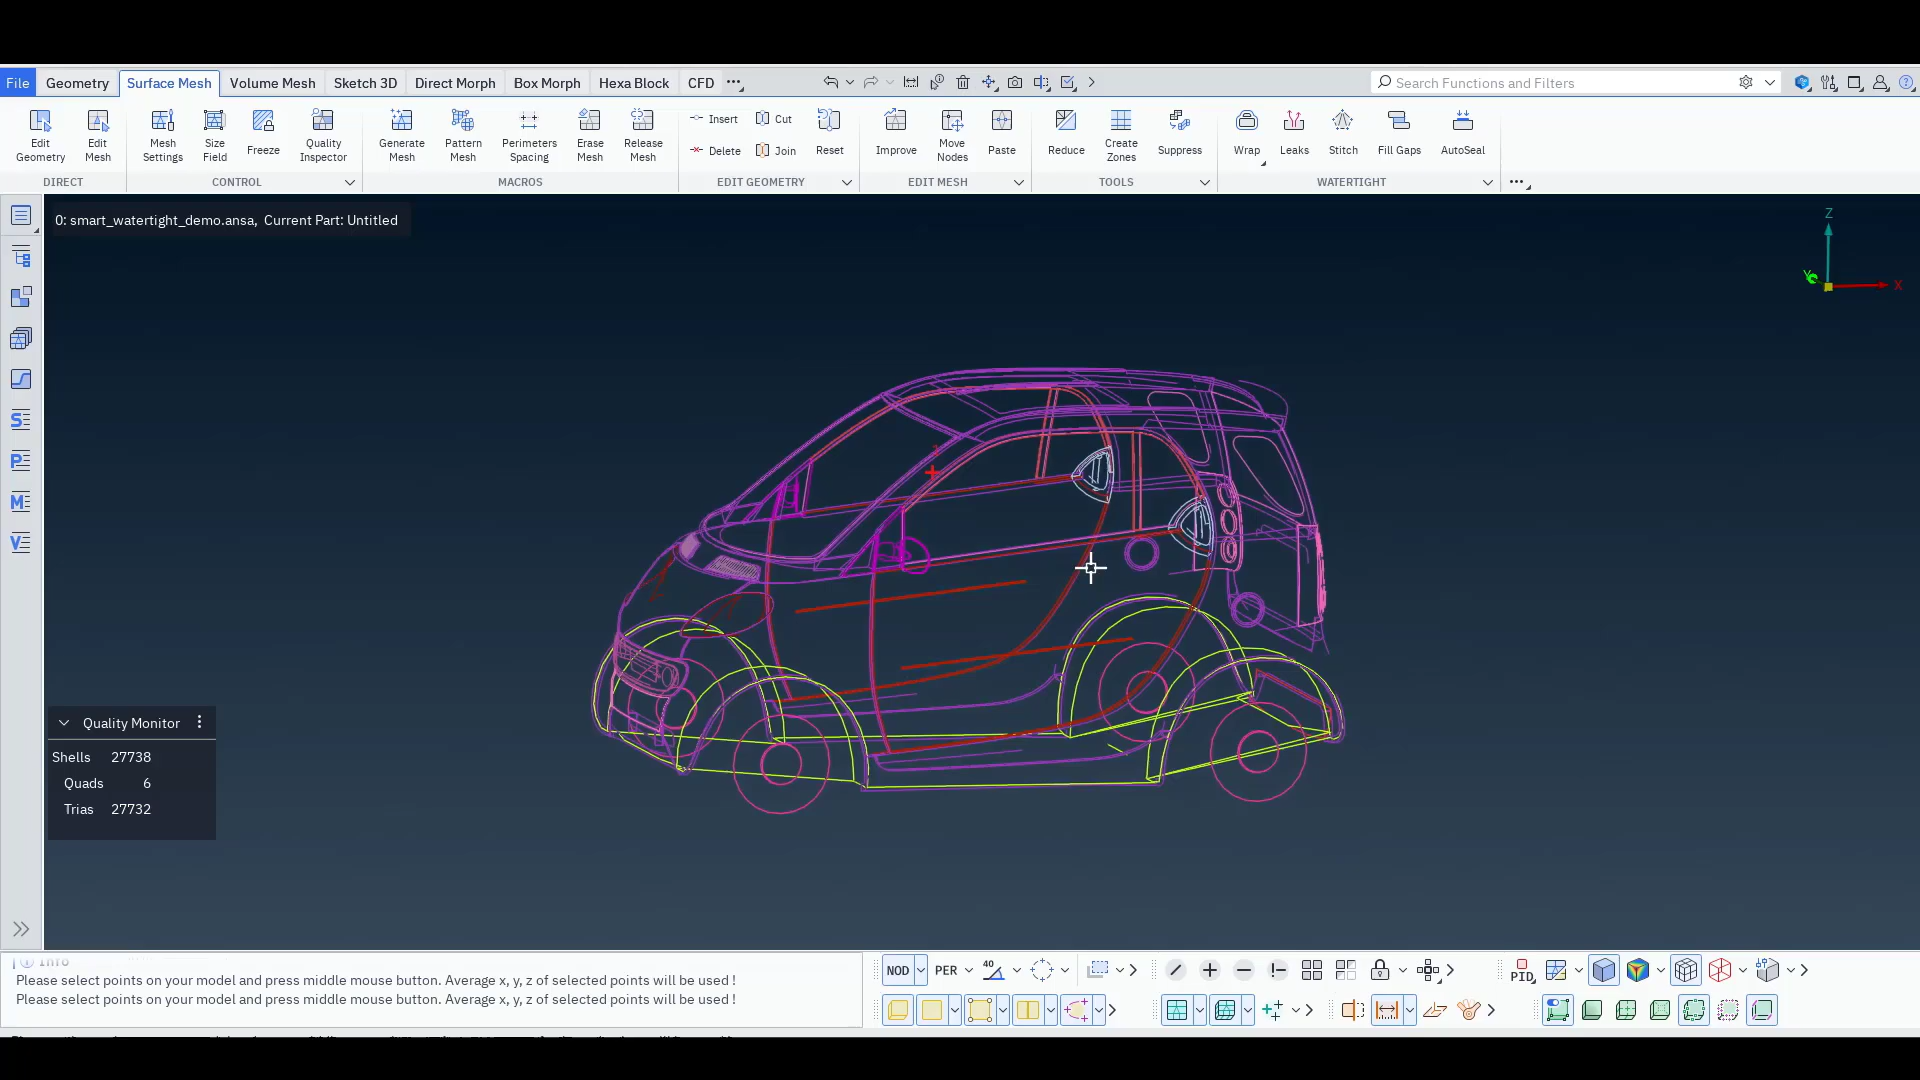 File Geometry Surface Mesh Volume Mesh Sketch 3D Direct Morph Box Morph Hexa Block CFD Search Functions and Filters
Edit Geometry
Edit Mesh
Mesh Settings
Size Field
Freeze
Quality Inspector
Generate Mesh
Pattern Mesh
Perimeters Spacing
Erase Mesh
Release Mesh
Insert
Cut
Delete
Join
Reset
Improve
Move Nodes
Paste
Reduce
Create Zones
Suppress
Wrap
Leaks
Stitch
Fill Gaps
AutoSeal
DIRECT CONTROL MACROS EDIT GEOMETRY EDIT MESH TOOLS WATERTIGHT
0: smart_watertight_demo.ansa, Current Part: Untitled
Z
Y
X
S
P
M
V
Quality Monitor
Shells 27738
Quads 6
Trias 27732
Info
Please select points on your model and press middle mouse button. Average x, y, z of selected points will be used !
Please select points on your model and press middle mouse button. Average x, y, z of selected points will be used !
NOD PER 40 PID